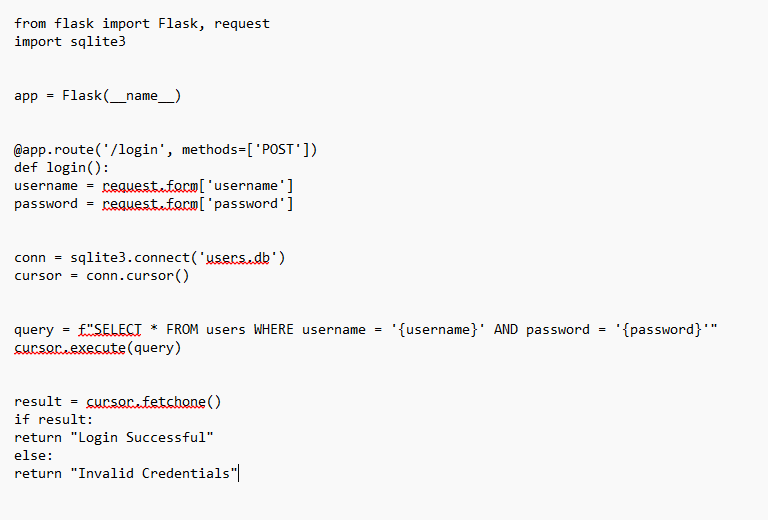 from flask import Flask, request
import sqlite3
app = Flask(__name__)
@app.route('/login', methods=['POST'])
def login():
username = request.form['username']
password = request.form['password']
conn = sqlite3.connect('users.db')
cursor = conn.cursor()
query = f"SELECT * FROM users WHERE username = '{username}' AND password = '{password}'"
cursor.execute(query)
result = cursor.fetchone()
if result:
return "Login Successful"
else:
return "Invalid Credentials"